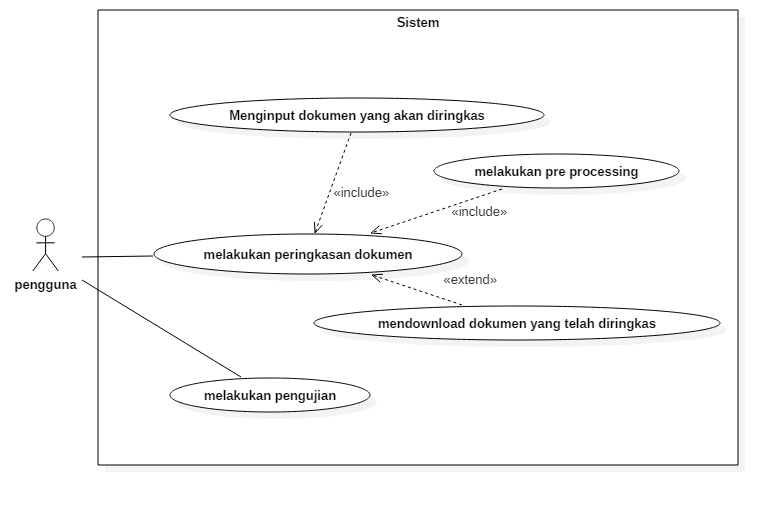 Sistem
Menginput dokumen yang akan diringkas
melakukan pre processing
«include»
«include»
melakukan peringkasan dokumen
pengguna
«extend»
mendownload dokumen yang telah diringkas
melakukan pengujian